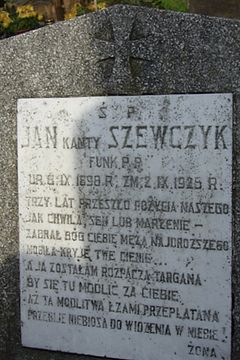 Ś P
JAN KANTY SZEWCZYK
FUNK.P.P.
UR.8.IX.1898 R. ZM.2.IX.1925 R.
TRZY LAT PRZESZŁO POŻYCIA NASZEGO
JAK CHWILA, SEN LUB MARZENIE –
ZABRAŁ BÓG CIEBIE MĘŻA NAJDROŻSZEGO
MOGIŁA KRYJE TWE CIENIE...
A JA ZOSTAŁAM ROZPACZĄ TARGANA
BY SIĘ TU MODLIĆ ZA CIEBIE
AŻ TA MODLITWA ŁZAMI PRZEPLATANA
PRZEBIJE NIEBIOSA DO WIDZENIA W NIEBIE!
ŻONA.